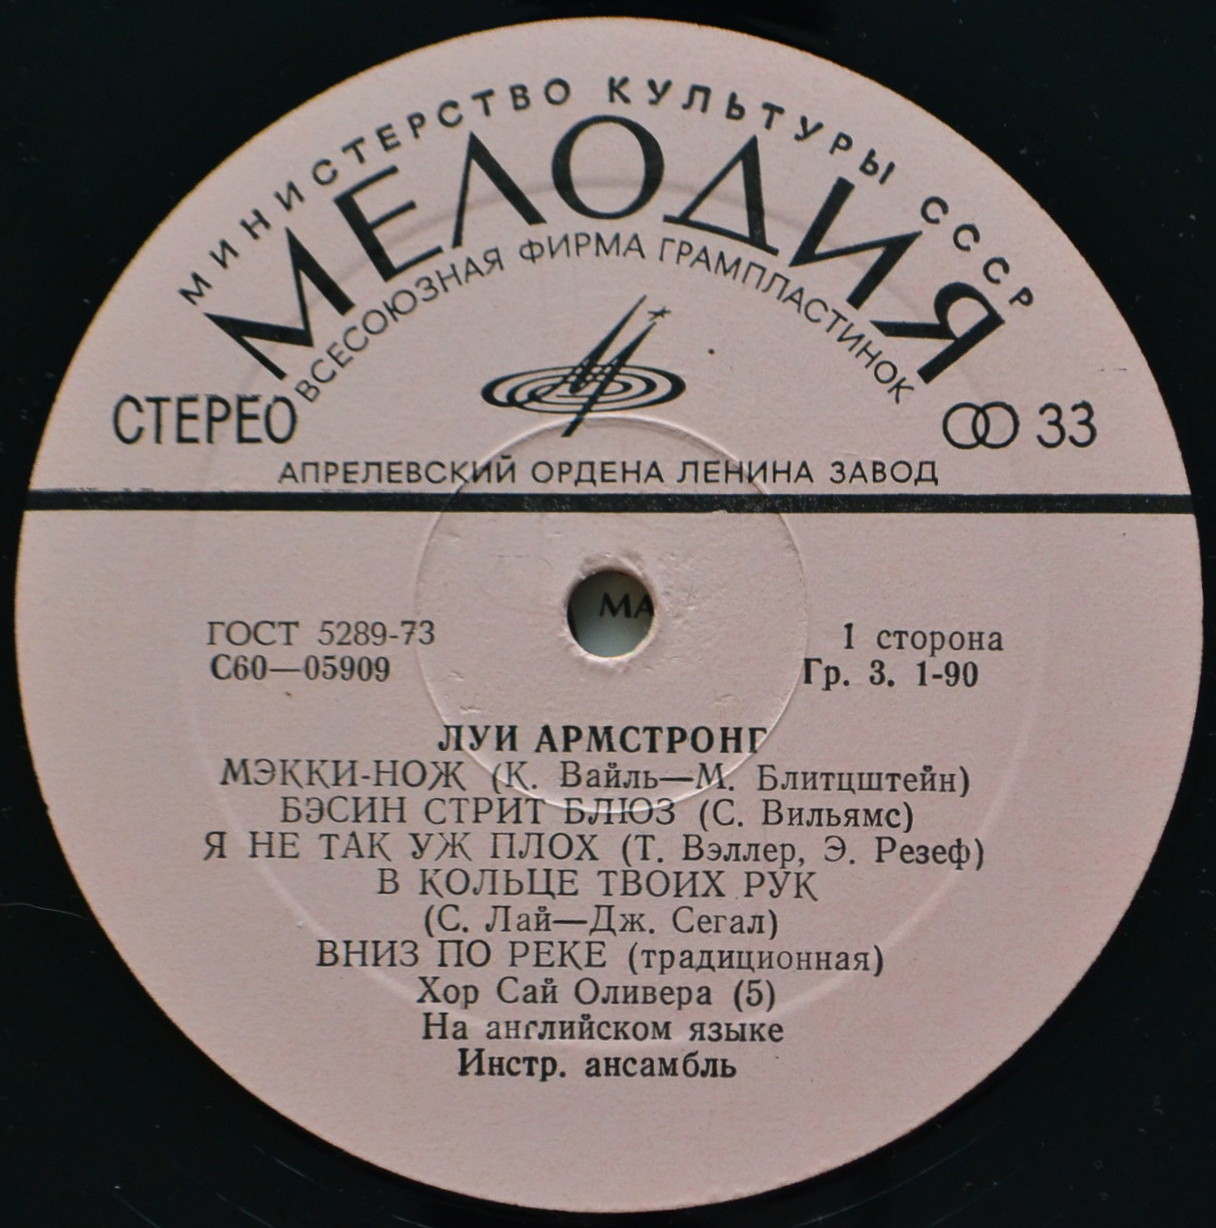 МИНИСТЕРСТВО КУЛЬТУРЫ СССР
МЕЛОДИЯ
ВСЕСОЮЗНАЯ ФИРМА ГРАМПЛАСТИНОК
СТЕРЕО
33
АПРЕЛЕВСКИЙ ОРДЕНА ЛЕНИНА ЗАВОД
МА
ГОСТ 5289-73
1 сторона
С60—05909
Гр. 3. 1-90
ЛУИ АРМСТРОНГ
МЭККИ-НОЖ (К. Вайль—М. Блитцштейн)
БЭСИН СТРИТ БЛЮЗ (С. Вильямс)
Я НЕ ТАК УЖ ПЛОХ (Т. Вэллер, Э. Резеф)
В КОЛЬЦЕ ТВОИХ РУК
(С. Лай—Дж. Сегал)
ВНИЗ ПО РЕКЕ (традиционная)
Хор Сай Оливера (5)
На английском языке
Инстр. ансамбль